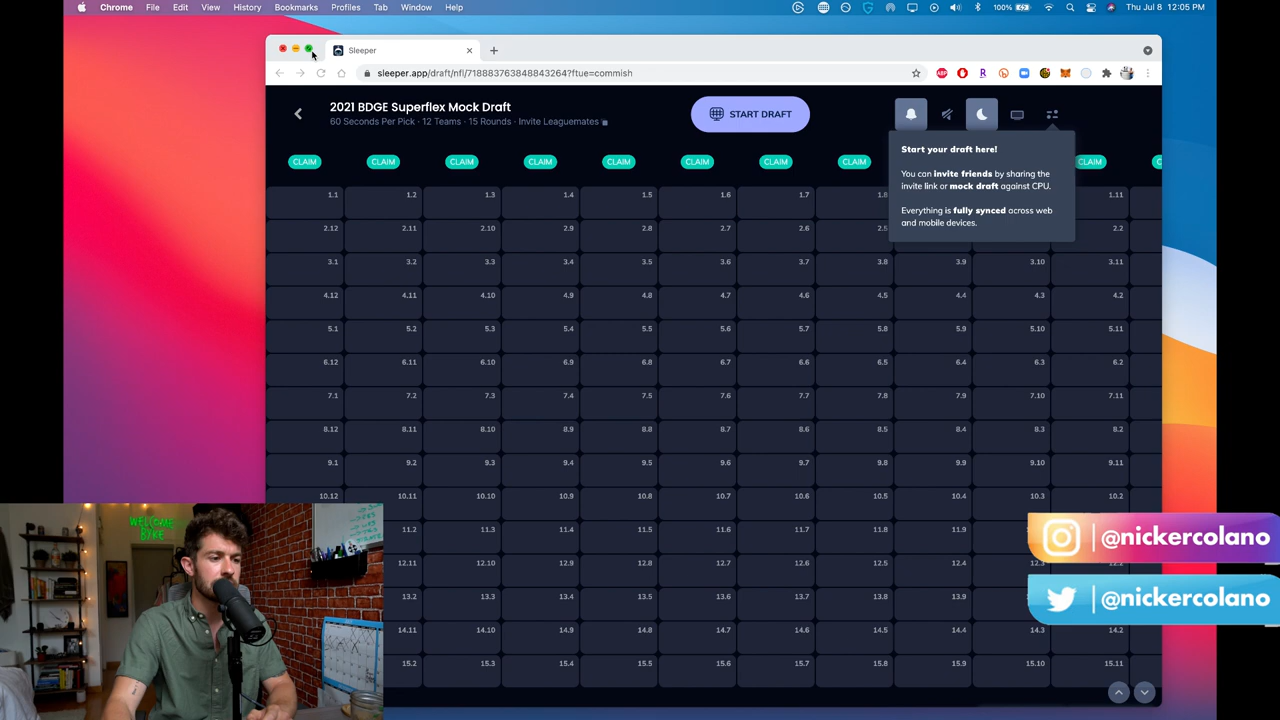 Chrome File Edit View History Bookmarks Profiles Tab Window Help 100% Thu Jul 8 12:05 PM
Sleeper
sleeper.app/draft/nfl/718883763848843264?ftue=commish
2021 BDGE Superflex Mock Draft
60 Seconds Per Pick · 12 Teams · 15 Rounds · Invite Leaguemates
START DRAFT
Start your draft here!
You can invite friends by sharing the
invite link or mock draft against CPU.
Everything is fully synced across web
and mobile devices.
CLAIM CLAIM CLAIM CLAIM CLAIM CLAIM CLAIM CLAIM CLAIM
1.1 1.2 1.3 1.4 1.5 1.6 1.7 1.8 1.11
2.12 2.11 2.10 2.9 2.8 2.7 2.6 2.5 2.2
3.1 3.2 3.3 3.4 3.5 3.6 3.7 3.8 3.9 3.10 3.11
4.12 4.11 4.10 4.9 4.8 4.7 4.6 4.5 4.4 4.3 4.2
5.1 5.2 5.3 5.4 5.5 5.6 5.7 5.8 5.9 5.10 5.11
6.12 6.11 6.10 6.9 6.8 6.7 6.6 6.5 6.4 6.3 6.2
7.1 7.2 7.3 7.4 7.5 7.6 7.7 7.8 7.9 7.10 7.11
8.12 8.11 8.10 8.9 8.8 8.7 8.6 8.5 8.4 8.3 8.2
9.1 9.2 9.3 9.4 9.5 9.6 9.7 9.8 9.9 9.10 9.11
10.12 10.11 10.10 10.9 10.8 10.7 10.6 10.5 10.4 10.3 10.2
11.2 11.3 11.4 11.5 11.6 11.7 11.8 11.9
12.11 12.10 12.9 12.8 12.7 12.6 12.5 12.4 12.3
13.2 13.3 13.4 13.5 13.6 13.7 13.8 13.9
14.11 14.10 14.9 14.8 14.7 14.6 14.5 14.4 14.3 14.2
15.2 15.3 15.4 15.5 15.6 15.7 15.8 15.9 15.10 15.11
WELCOME
BYKE
@nickercolano
@nickercolano